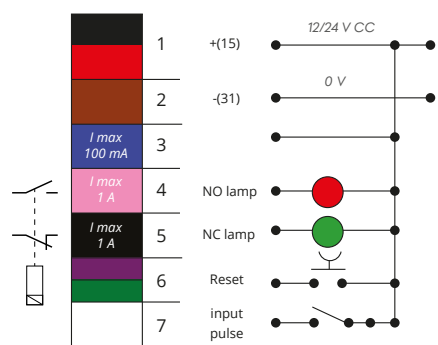 12/24 V CC
1
+(15)
2
-(31)
0 V
I max
100 mA
3
I max
1 A
4
NO lamp
I max
1 A
5
NC lamp
6
Reset
7
input
pulse